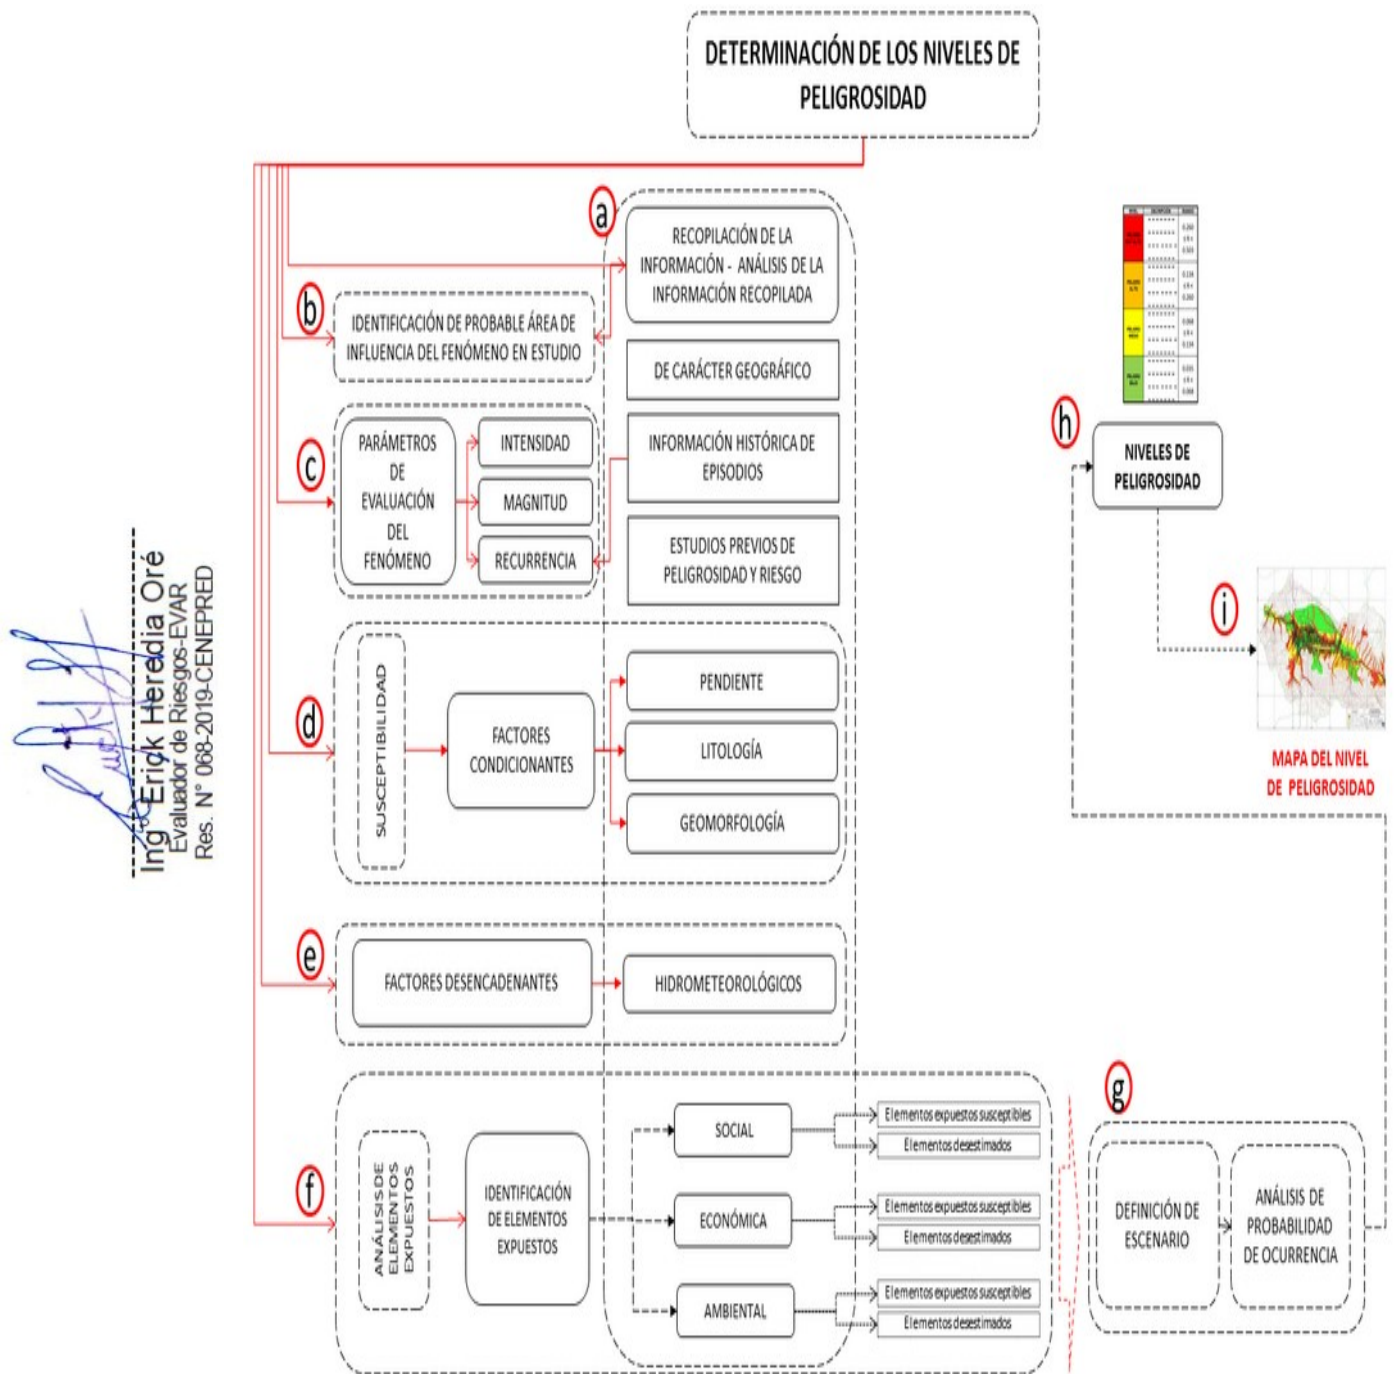 DETERMINACIÓN DE LOS NIVELES DE
PELIGROSIDAD
a
RECOPILACIÓN DE LA
INFORMACIÓN - ANÁLISIS DE LA
INFORMACIÓN RECOPILADA
b
IDENTIFICACIÓN DE PROBABLE ÁREA DE
INFLUENCIA DEL FENÓMENO EN ESTUDIO
DE CARÁCTER GEOGRÁFICO
INFORMACIÓN HISTÓRICA DE
EPISODIOS
ESTUDIOS PREVIOS DE
PELIGROSIDAD Y RIESGO
c
PARÁMETROS
DE
EVALUACIÓN
DEL
FENÓMENO
INTENSIDAD
MAGNITUD
RECURRENCIA
d
SUSCEPTIBILIDAD
FACTORES
CONDICIONANTES
PENDIENTE
LITOLOGÍA
GEOMORFOLOGÍA
e
FACTORES DESENCADENANTES
HIDROMETEOROLÓGICOS
f
ANÁLISIS DE
ELEMENTOS
EXPUESTOS
IDENTIFICACIÓN
DE ELEMENTOS
EXPUESTOS
SOCIAL
Elementos expuestos susceptibles
Elementos desestimados
ECONÓMICA
Elementos expuestos susceptibles
Elementos desestimados
AMBIENTAL
Elementos expuestos susceptibles
Elementos desestimados
g
DEFINICIÓN DE
ESCENARIO
ANÁLISIS DE
PROBABILIDAD
DE OCURRENCIA
h
NIVELES DE
PELIGROSIDAD
i
MAPA DEL NIVEL
DE PELIGROSIDAD
Ing° Erick Heredia Oré
Evaluador de Riesgos-EVAR
Res. N° 068-2019-CENEPRED